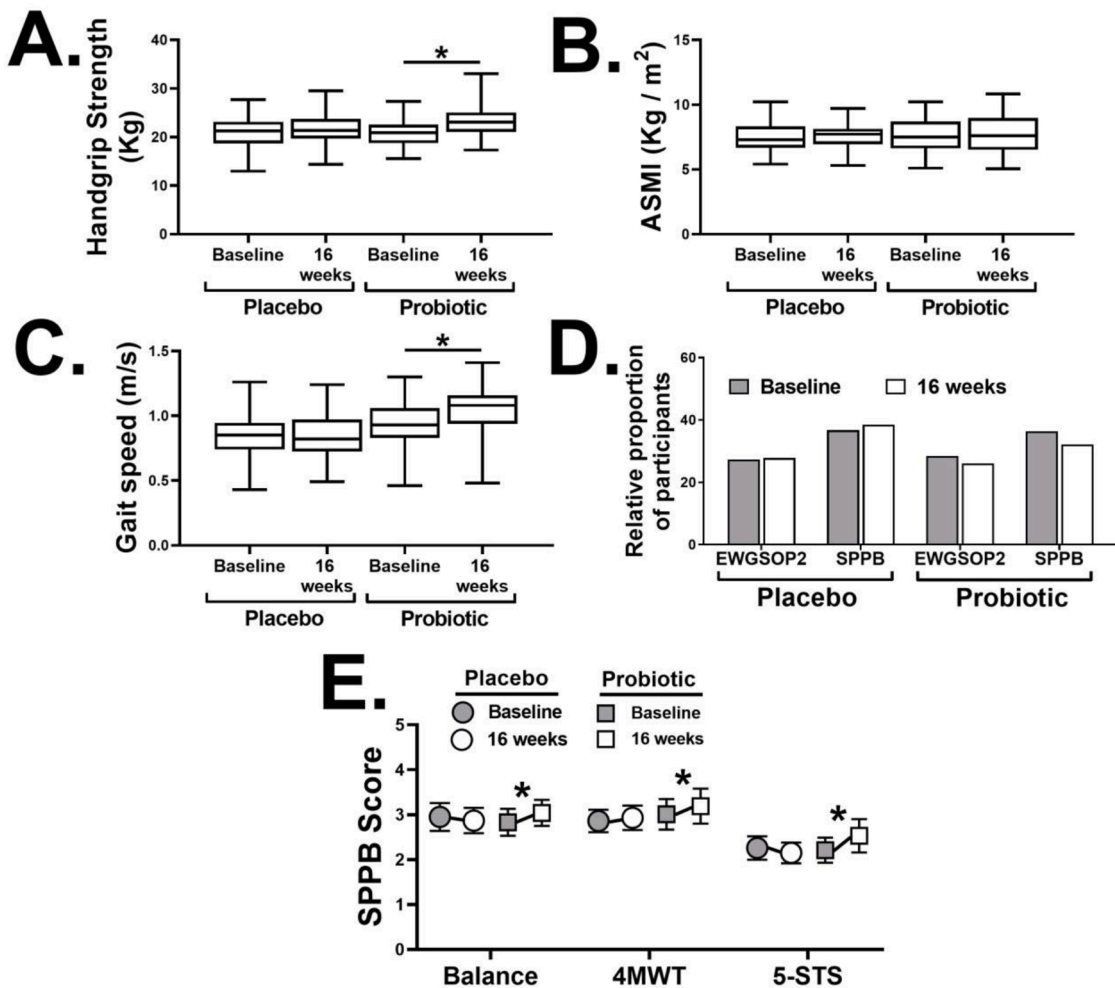 A.
Handgrip Strength
(Kg)
40
30
20
10
0
*
Baseline
16
weeks
Baseline
16
weeks
Placebo
Probiotic
B.
ASMI (Kg / m²)
15
10
5
0
Baseline
16
weeks
Baseline
16
weeks
Placebo
Probiotic
C.
Gait speed (m/s)
1.5
1.0
0.5
0.0
*
Baseline
16
weeks
Baseline
16
weeks
Placebo
Probiotic
D.
Relative proportion
of participants
60
40
20
0
Baseline
16 weeks
EWGSOP2
SPPB
EWGSOP2
SPPB
Placebo
Probiotic
E.
Placebo
Probiotic
Baseline
Baseline
16 weeks
16 weeks
SPPB Score
5
4
3
2
1
0
*
*
*
Balance
4MWT
5-STS